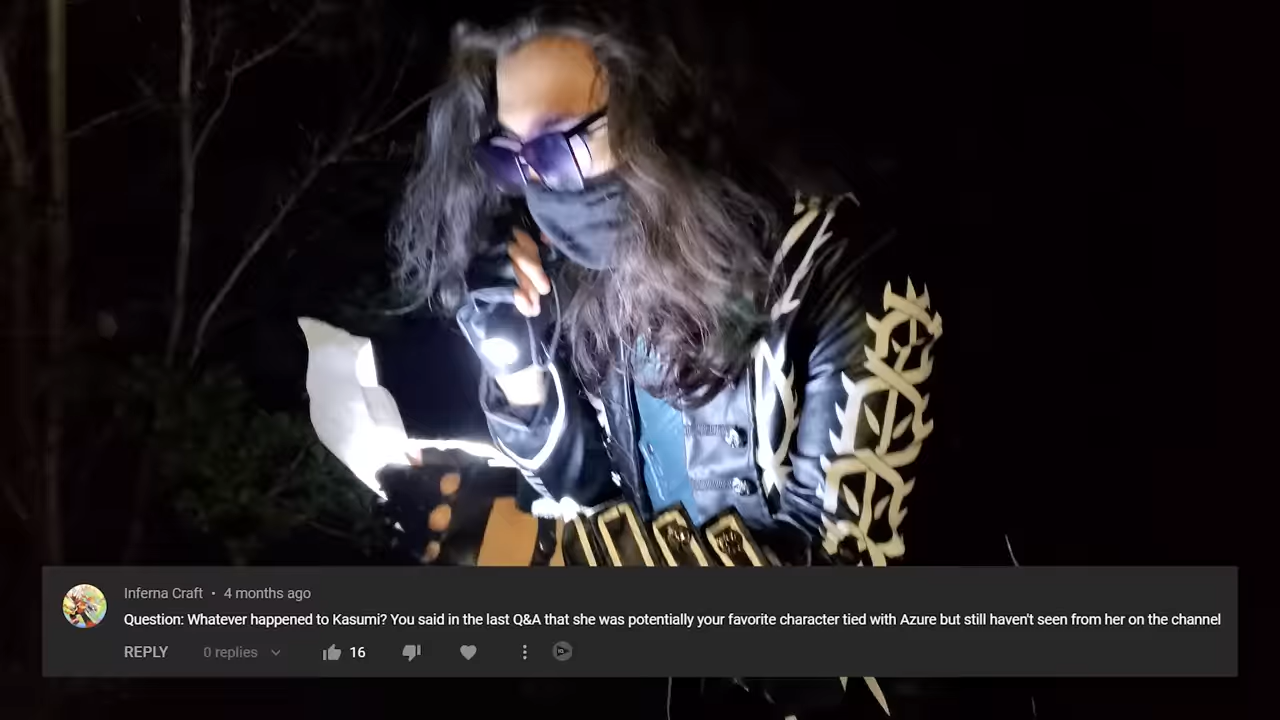 Inferna Craft • 4 months ago
Question: Whatever happened to Kasumi? You said in the last Q&A that she was potentially your favorite character tied with Azure but still haven't seen from her on the channel
REPLY 0 replies 16